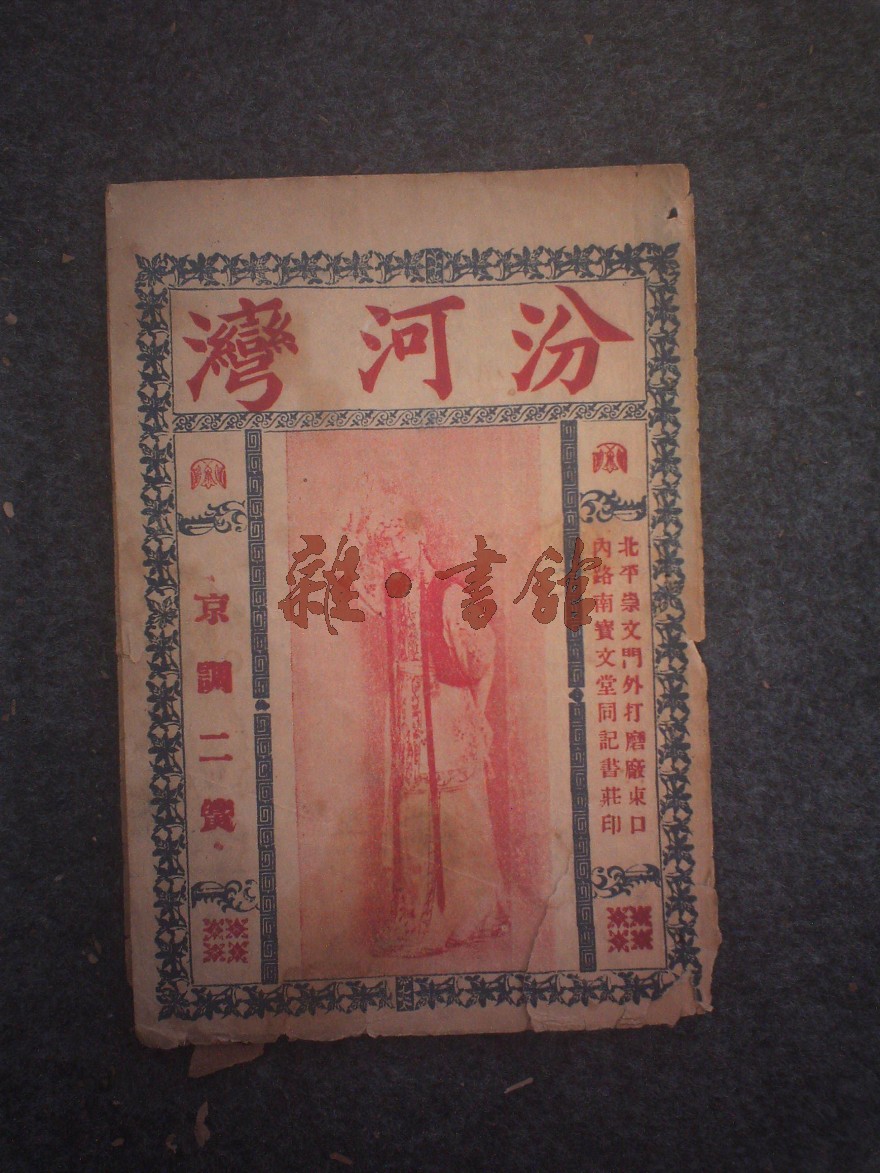 汾河灣
北平崇文門外打磨廠東口
內路南寶文堂同記書莊印
京調二簧
雜·書館